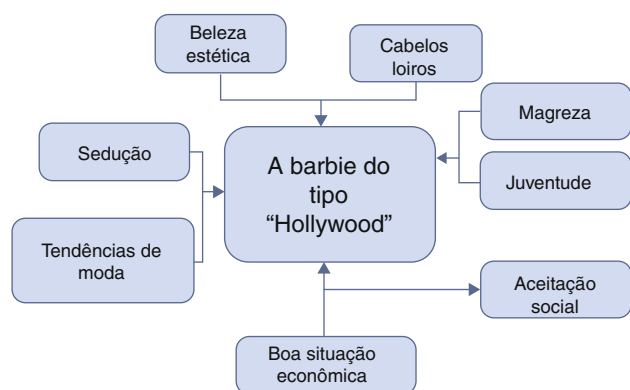 Beleza
estética
Cabelos
loiros
Magreza
Sedução
A barbie do
tipo
“Hollywood”
Juventude
Tendências de
moda
Aceitação
social
Boa situação
econômica